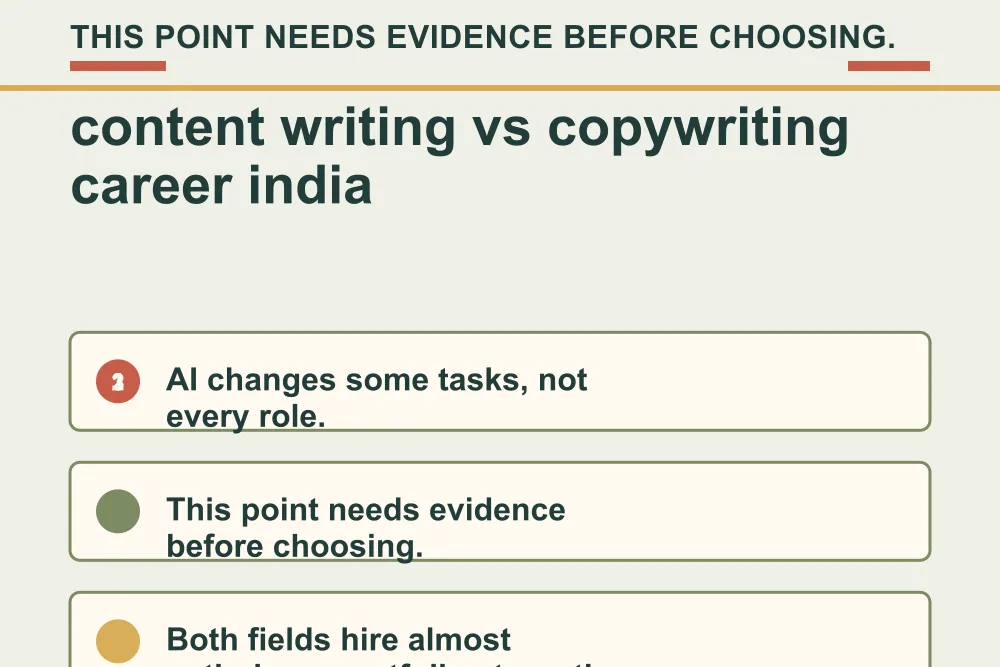 THIS POINT NEEDS EVIDENCE BEFORE CHOOSING.
content writing vs copywriting
career india
AI changes some tasks, not
every role.
This point needs evidence
before choosing.
Both fields hire almost